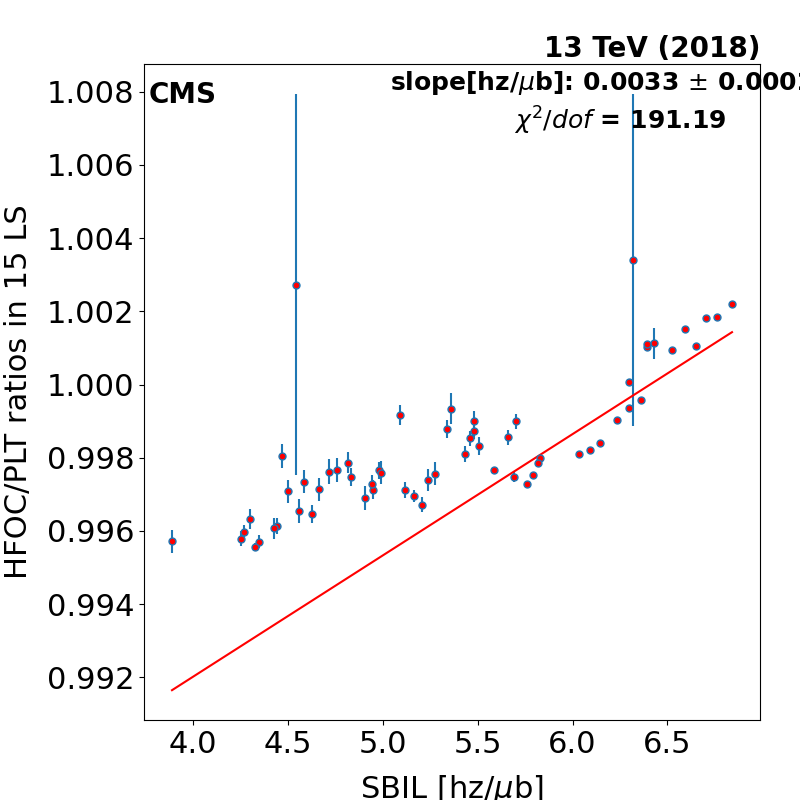 13 TeV (2018)
CMS
slope[hz/μb]: 0.0033 ± 0.000
χ²/dof = 191.19
1.008
1.006
1.004
1.002
1.000
0.998
0.996
0.994
0.992
HFOC/PLT ratios in 15 LS
4.0 4.5 5.0 5.5 6.0 6.5
SBIL [hz/μb]